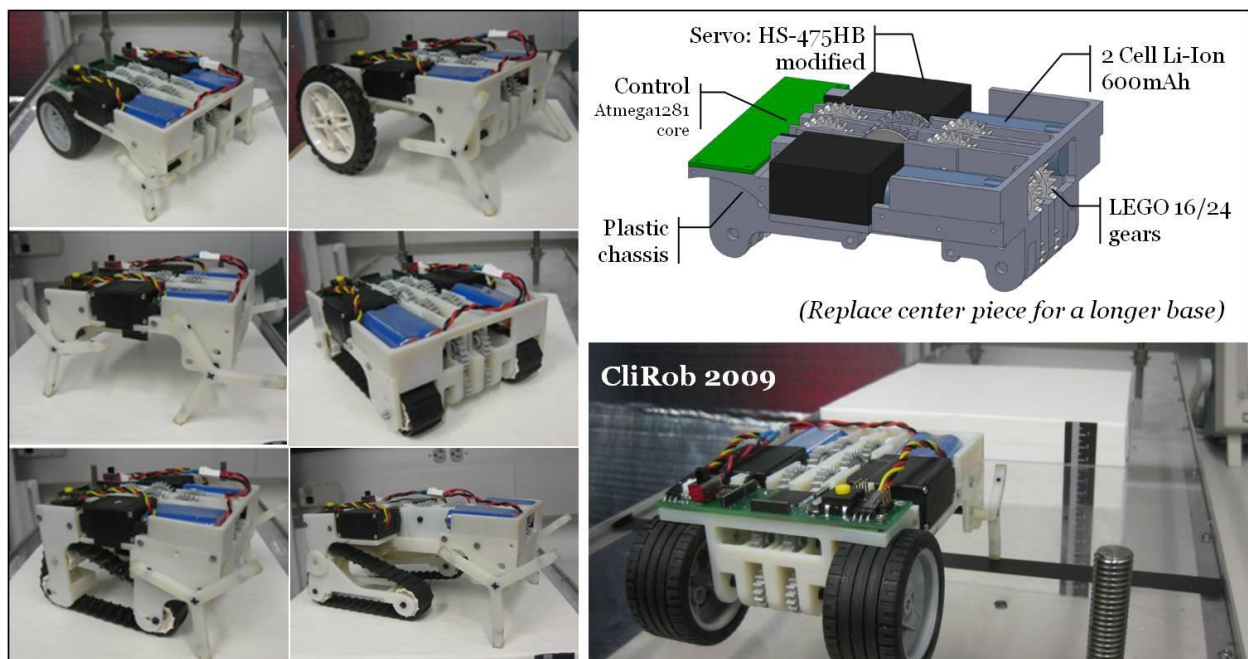 Servo: HS-475HB
modified
2 Cell Li-Ion
600mAh
Control
Atmega1281
core
Plastic
chassis
LEGO 16/24
gears
(Replace center piece for a longer base)
CliRob 2009